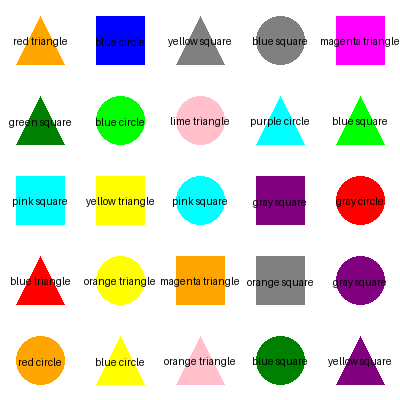 red triangle
blue circle
yellow square
blue square
magenta triangle
green square
blue circle
lime triangle
purple circle
blue square
pink square
yellow triangle
pink square
gray square
gray circle
blue triangle
orange triangle
magenta triangle
orange square
gray square
red circle
blue circle
orange triangle
blue square
yellow square